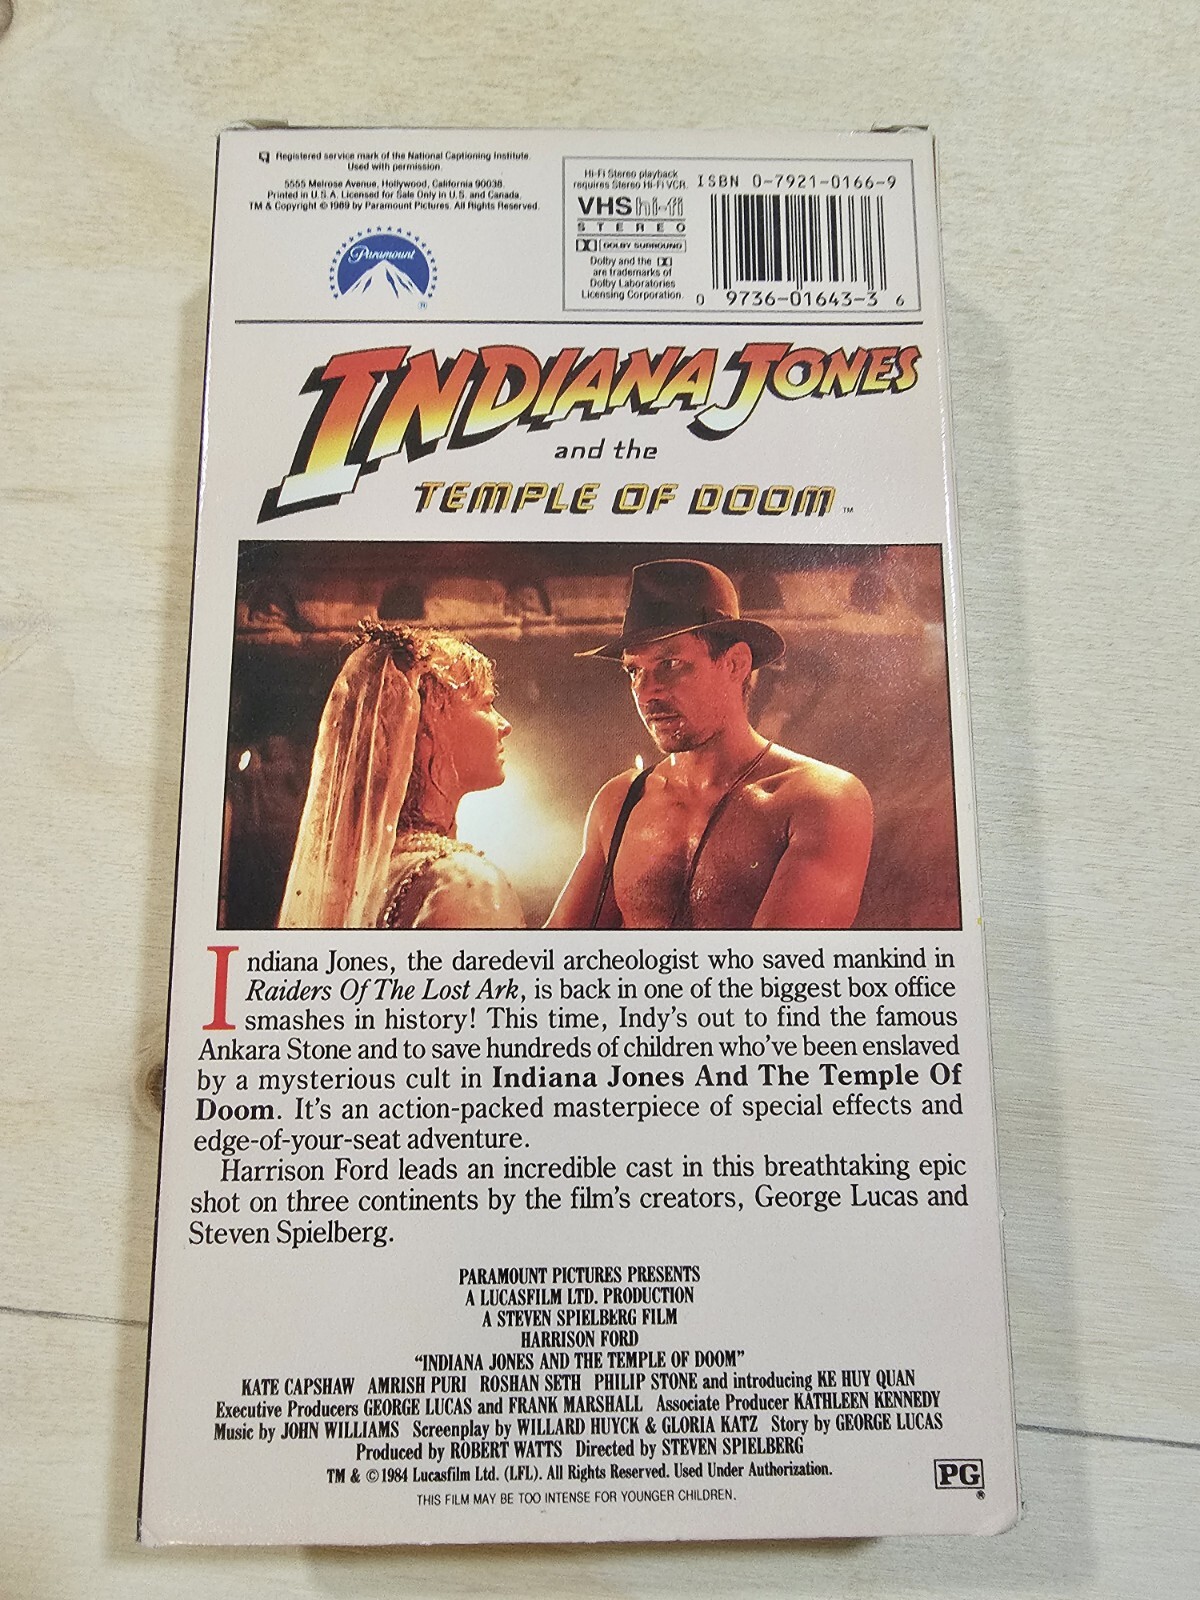 Registered service mark of the National Captioning Institute.
Used with permission.
5555 Melrose Avenue, Hollywood, California 90038.
Printed in U.S.A. Licensed for Sale Only in U.S. and Canada.
TM & Copyright © 1989 by Paramount Pictures. All Rights Reserved.
Paramount
®
Hi-Fi Stereo playback
requires Stereo Hi-Fi VCR.
VHS hi-fi
STEREO
DOLBY SURROUND
Dolby and the
are trademarks of
Dolby Laboratories
Licensing Corporation.
ISBN 0-7921-0166-9
0 9736-01643-3 6
INDIANA JONES
and the
TEMPLE OF DOOM™
Indiana Jones, the daredevil archeologist who saved mankind in
Raiders Of The Lost Ark, is back in one of the biggest box office
smashes in history! This time, Indy's out to find the famous
Ankara Stone and to save hundreds of children who've been enslaved
by a mysterious cult in Indiana Jones And The Temple Of
Doom. It's an action-packed masterpiece of special effects and
edge-of-your-seat adventure.
Harrison Ford leads an incredible cast in this breathtaking epic
shot on three continents by the film's creators, George Lucas and
Steven Spielberg.
PARAMOUNT PICTURES PRESENTS
A LUCASFILM LTD. PRODUCTION
A STEVEN SPIELBERG FILM
HARRISON FORD
"INDIANA JONES AND THE TEMPLE OF DOOM"
KATE CAPSHAW AMRISH PURI ROSHAN SETH PHILIP STONE and introducing KE HUY QUAN
Executive Producers GEORGE LUCAS and FRANK MARSHALL Associate Producer KATHLEEN KENNEDY
Music by JOHN WILLIAMS Screenplay by WILLARD HUYCK & GLORIA KATZ Story by GEORGE LUCAS
Produced by ROBERT WATTS Directed by STEVEN SPIELBERG
TM & ©1984 Lucasfilm Ltd. (LFL). All Rights Reserved. Used Under Authorization.
PG
®
THIS FILM MAY BE TOO INTENSE FOR YOUNGER CHILDREN.